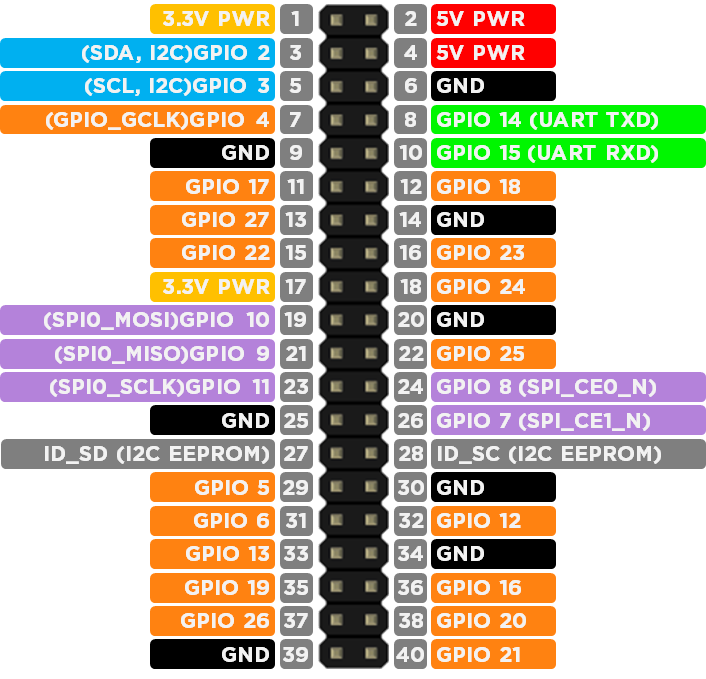 3.3V PWR 1 2 5V PWR
(SDA, I2C)GPIO 2 3 4 5V PWR
(SCL, I2C)GPIO 3 5 6 GND
(GPIO_GCLK)GPIO 4 7 8 GPIO 14 (UART TXD)
GND 9 10 GPIO 15 (UART RXD)
GPIO 17 11 12 GPIO 18
GPIO 27 13 14 GND
GPIO 22 15 16 GPIO 23
3.3V PWR 17 18 GPIO 24
(SPI0_MOSI)GPIO 10 19 20 GND
(SPI0_MISO)GPIO 9 21 22 GPIO 25
(SPI0_SCLK)GPIO 11 23 24 GPIO 8 (SPI_CE0_N)
GND 25 26 GPIO 7 (SPI_CE1_N)
ID_SD (I2C EEPROM) 27 28 ID_SC (I2C EEPROM)
GPIO 5 29 30 GND
GPIO 6 31 32 GPIO 12
GPIO 13 33 34 GND
GPIO 19 35 36 GPIO 16
GPIO 26 37 38 GPIO 20
GND 39 40 GPIO 21